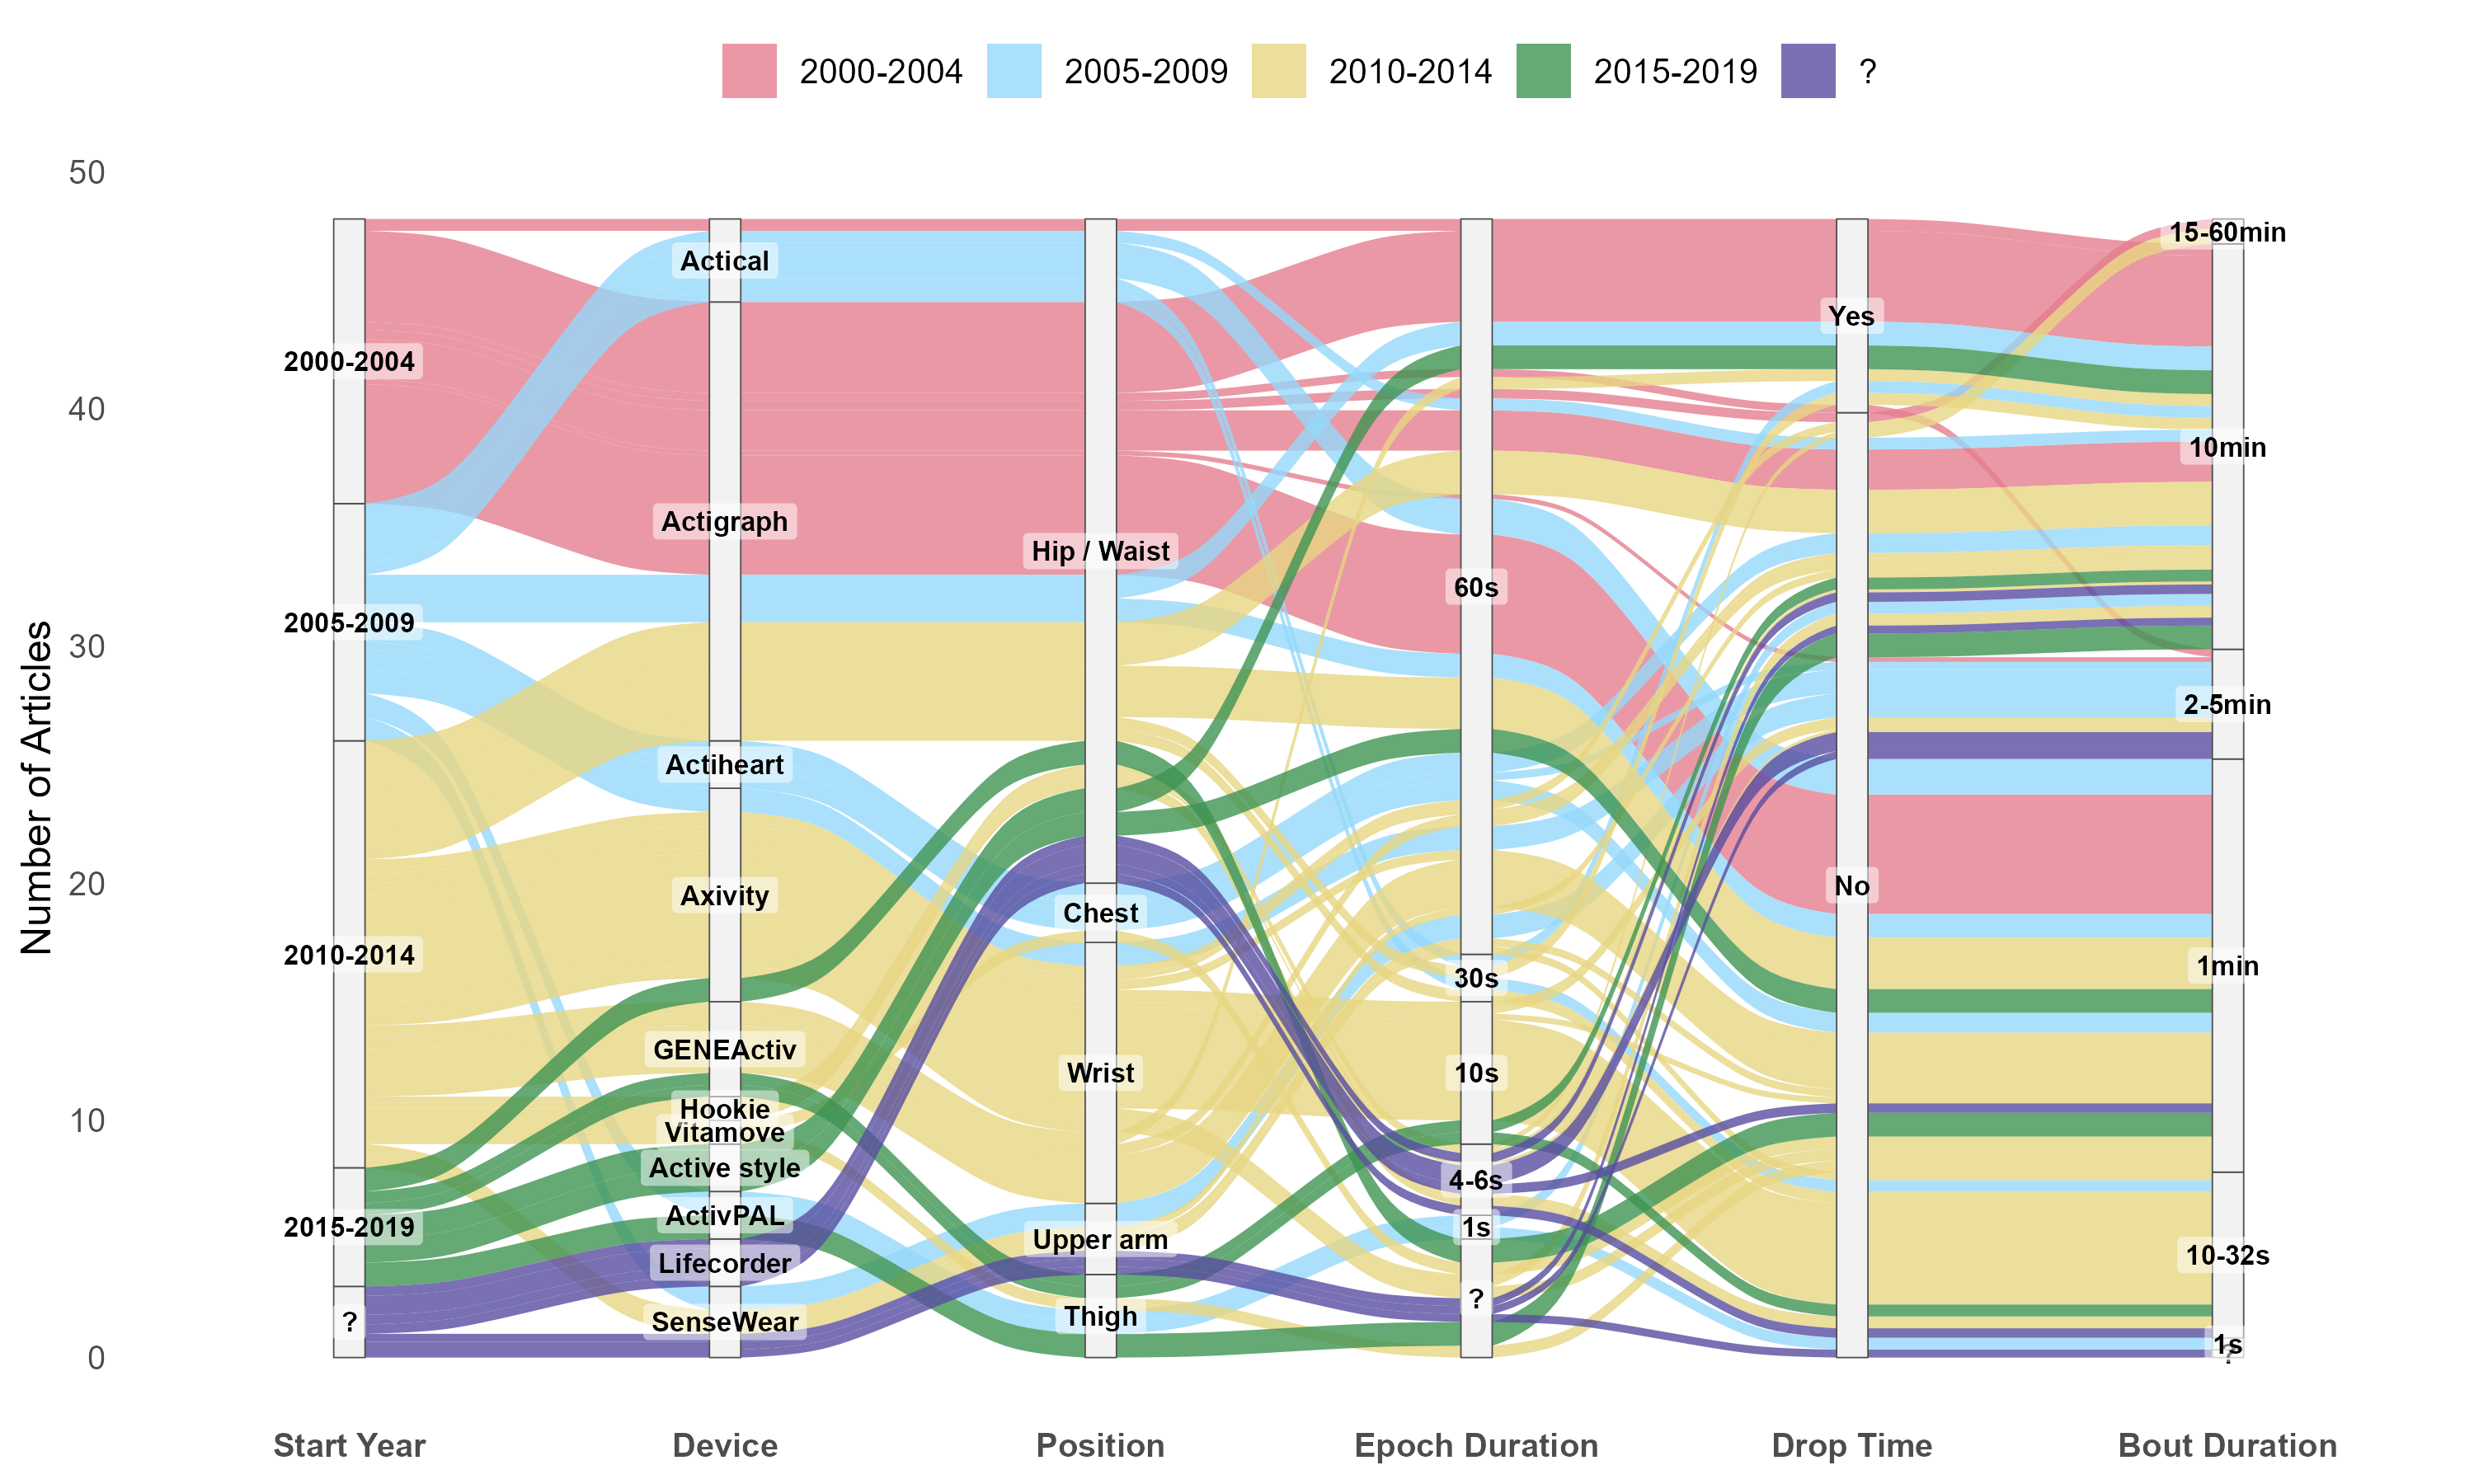 2000-2004 2005-2009 2010-2014 2015-2019 ?
Number of Articles
50
40
30
20
10
0
2000-2004
2005-2009
2010-2014
2015-2019
?
Actical
Actigraph
Actiheart
Axivity
GENEActiv
Hookie
Vitamove
Active style
ActivPAL
Lifecorder
SenseWear
Hip / Waist
Chest
Wrist
Upper arm
Thigh
60s
30s
10s
4-6s
1s
?
Yes
No
15-60min
10min
2-5min
1min
10-32s
1s
?
Start Year Device Position Epoch Duration Drop Time Bout Duration